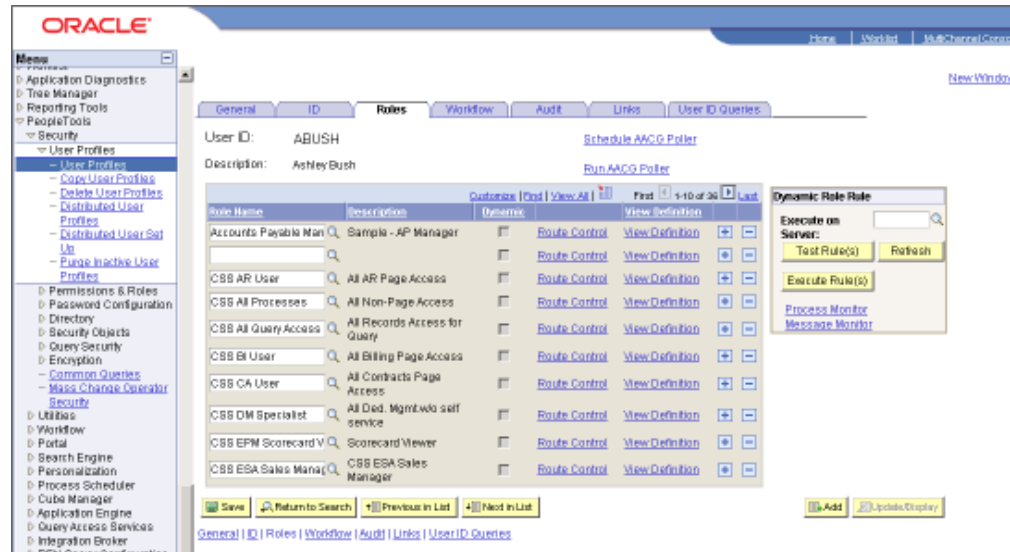 ORACLE
Home | Worklist | MultiChannel Conso
Menu
Application Diagnostics
Tree Manager
Reporting Tools
PeopleTools
Security
User Profiles
User Profiles
Copy User Profiles
Delete User Profiles
Distributed User
Profiles
Distributed User Set
Up
Purge Inactive User
Profiles
Permissions & Roles
Password Configuration
Directory
Security Objects
Query Security
Encryption
Common Queries
Mass Change Operator
Security
Utilities
Workflow
Portal
Search Engine
Personalization
Process Scheduler
Cube Manager
Application Engine
Query Access Services
Integration Broker
New Window
General ID Roles Workflow Audit Links User ID Queries
User ID: ABUSH Schedule AACG Poller
Description: Ashley Bush Run AACG Poller
Customize | Find | View All | First 1-10 of 36 Last
Role Name Description Dynamic View Definition
Accounts Payable Man Sample - AP Manager Route Control View Definition
Route Control View Definition
CSS AR User All AR Page Access Route Control View Definition
CSS All Processes All Non-Page Access Route Control View Definition
CSS All Query Access All Records Access for Query Route Control View Definition
CSS BI User All Billing Page Access Route Control View Definition
CSS CA User All Contracts Page Access Route Control View Definition
CSS DM Specialist All Ded. Mgmt w/o self service Route Control View Definition
CSS EPM Scorecard V Scorecard Viewer Route Control View Definition
CSS ESA Sales Manag CSS ESA Sales Manager Route Control View Definition
Dynamic Role Rule
Execute on
Server:
Test Rule(s) Refresh
Execute Rule(s)
Process Monitor
Message Monitor
Save Return to Search Previous in List Next in List Add Update/Display
General | ID | Roles | Workflow | Audit | Links | User ID Queries